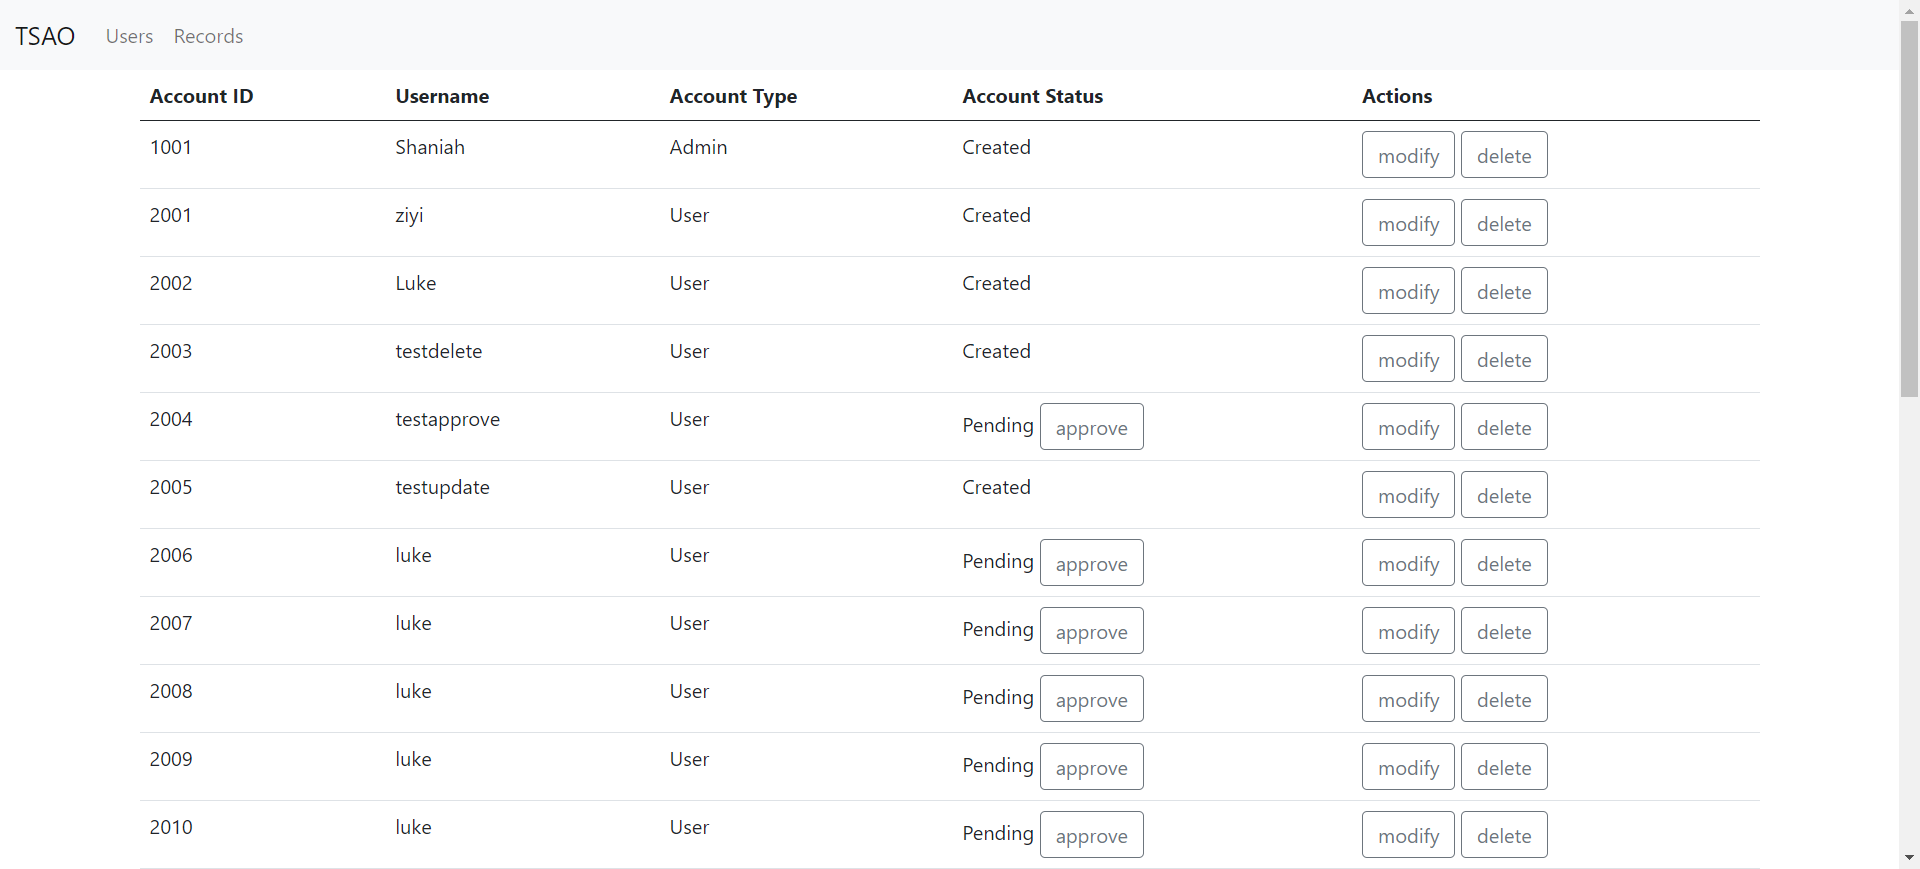 TSAO Users Records
Account ID Username Account Type Account Status Actions
1001 Shaniah Admin Created modify delete
2001 ziyi User Created modify delete
2002 Luke User Created modify delete
2003 testdelete User Created modify delete
2004 testapprove User Pending approve modify delete
2005 testupdate User Created modify delete
2006 luke User Pending approve modify delete
2007 luke User Pending approve modify delete
2008 luke User Pending approve modify delete
2009 luke User Pending approve modify delete
2010 luke User Pending approve modify delete